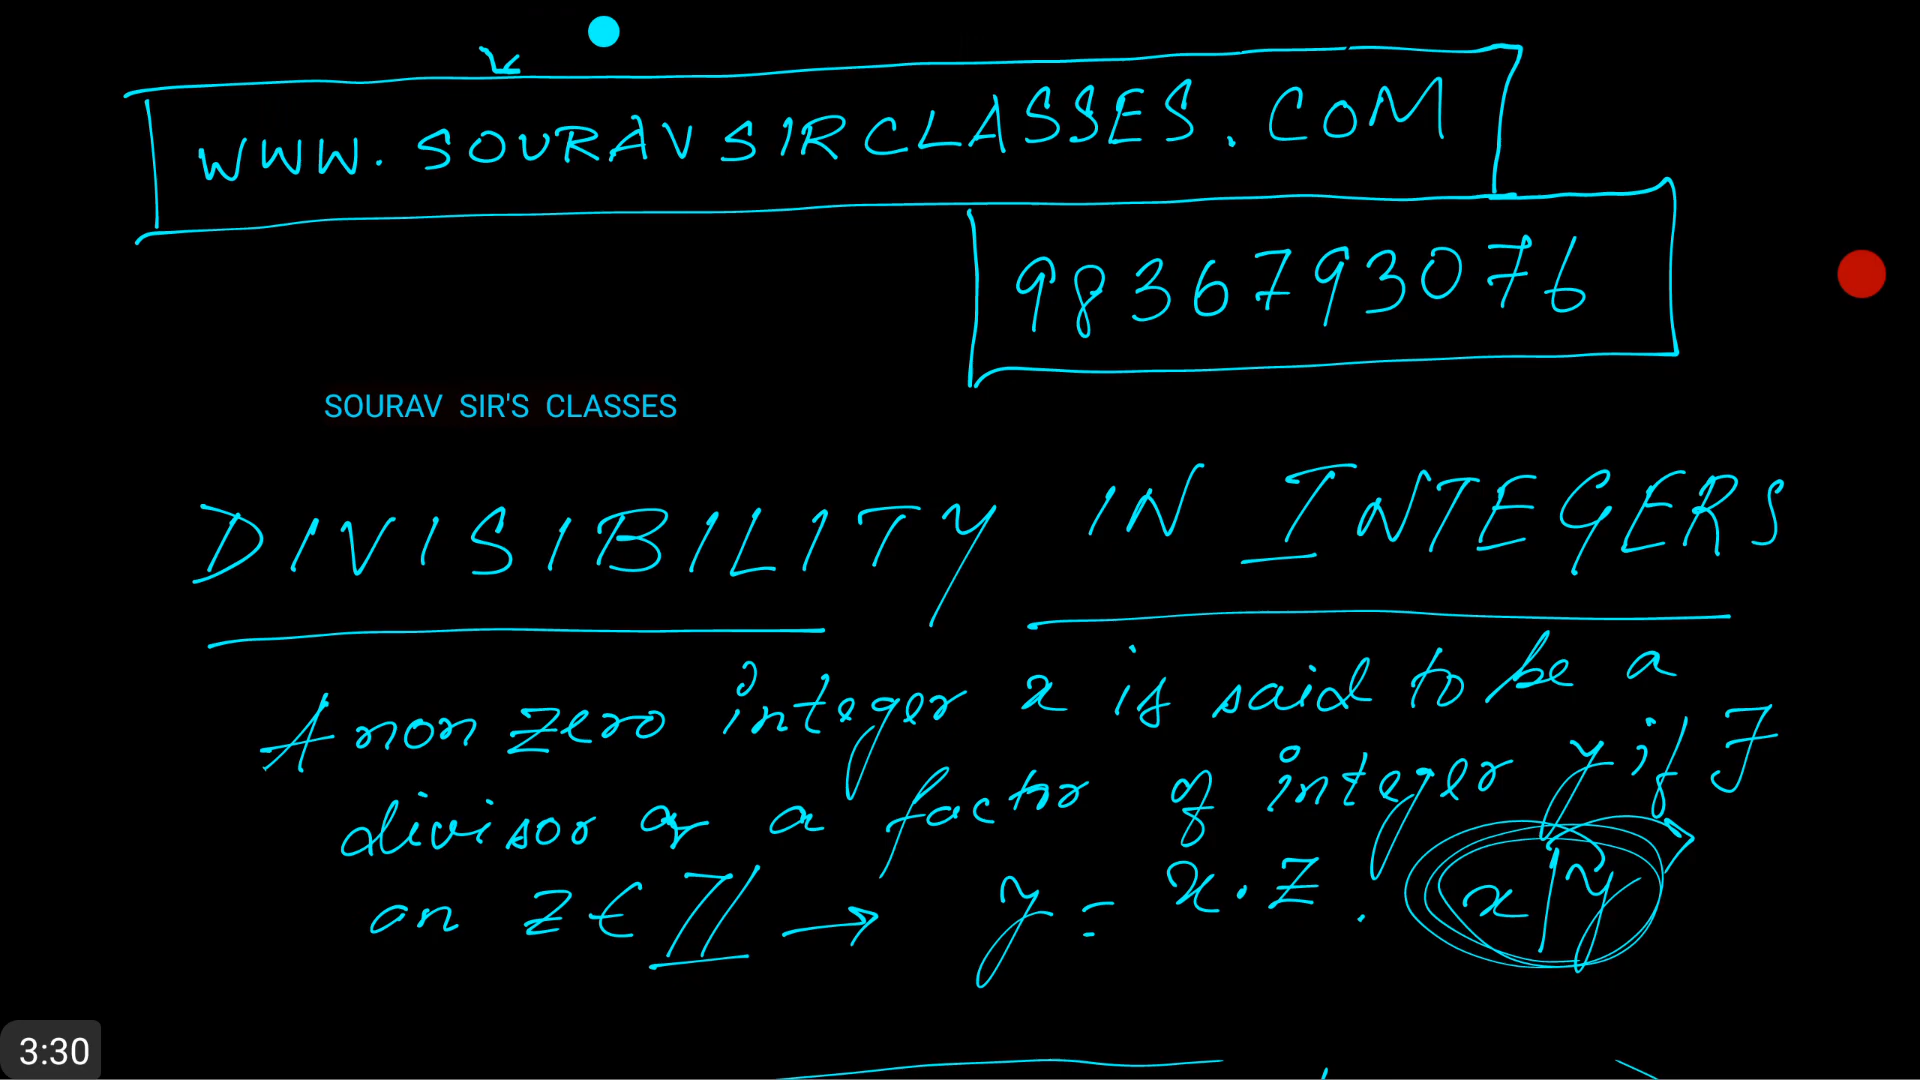 WWW.SOURAVSIRCLASSES.COM
9836793076
SOURAV SIR'S CLASSES
DIVISIBILITY IN INTEGERS
A non zero integer x is said to be a
divisor or a factor of integer y if ∃
an z ∈ ℤ → y = x.z. x|y
3:30